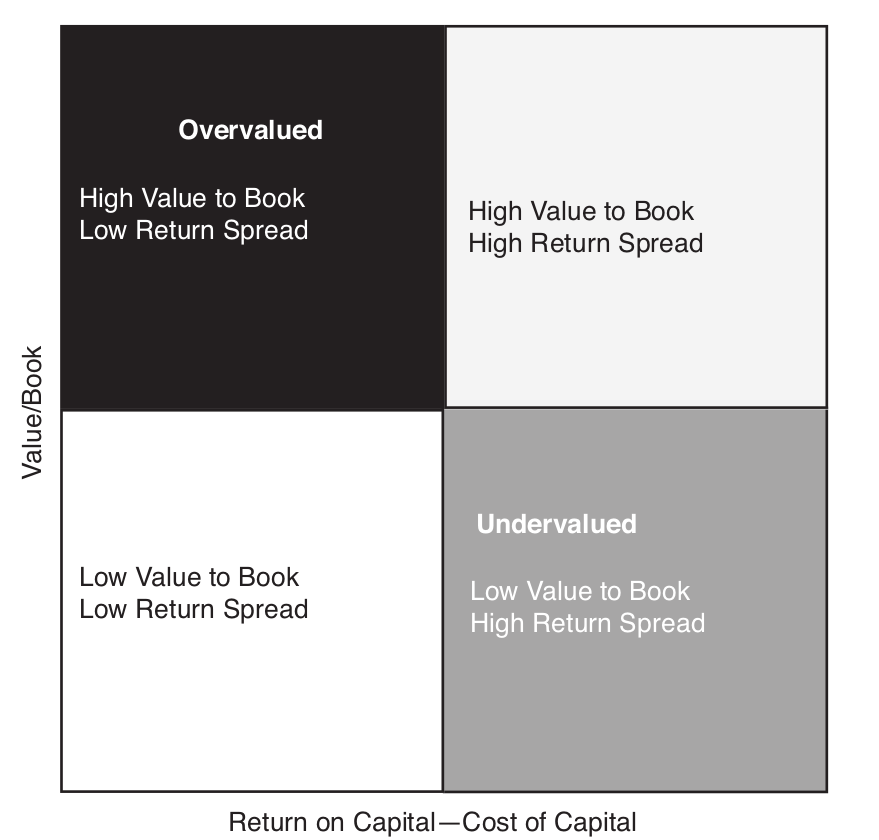 Overvalued
High Value to Book
Low Return Spread
High Value to Book
High Return Spread
Value/Book
Low Value to Book
Low Return Spread
Undervalued
Low Value to Book
High Return Spread
Return on Capital—Cost of Capital